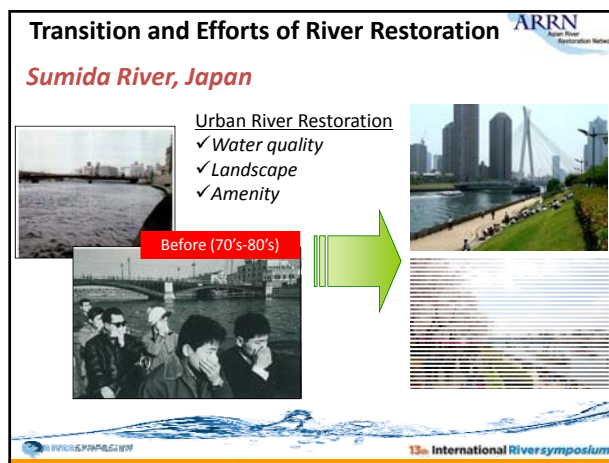 Transition and Efforts of River Restoration
ARRN
Asian River
Restoration Network
Sumida River, Japan
Urban River Restoration
✓Water quality
✓Landscape
✓Amenity
Before (70's-80's)
RIVERSYMPOSIUM
13th International Riversymposium